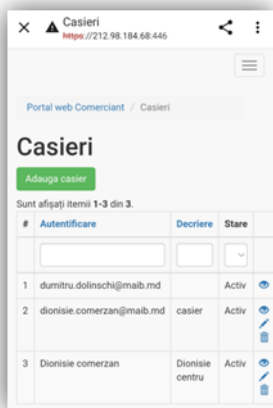 Casieri
https://212.98.184.68:446
Portal web Comerciant / Casieri
Casieri
Adauga casier
Sunt afișați itemii 1-3 din 3.
# Autentificare Decriere Stare
1 dumitru.dolinschi@maib.md Activ
2 dionisie.comerzan@maib.md casier Activ
3 Dionisie comerzan Dionisie centru Activ